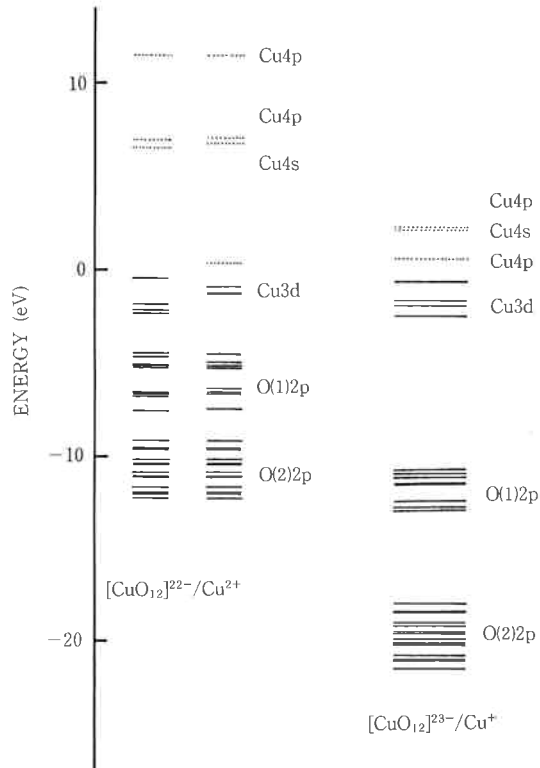 ENERGY (eV)
10
0
−10
−20
Cu4p
Cu4p
Cu4s
Cu3d
O(1)2p
O(2)2p
[CuO₁₂]²²⁻/Cu²⁺
Cu4p
Cu4s
Cu4p
Cu3d
O(1)2p
O(2)2p
[CuO₁₂]²³⁻/Cu⁺